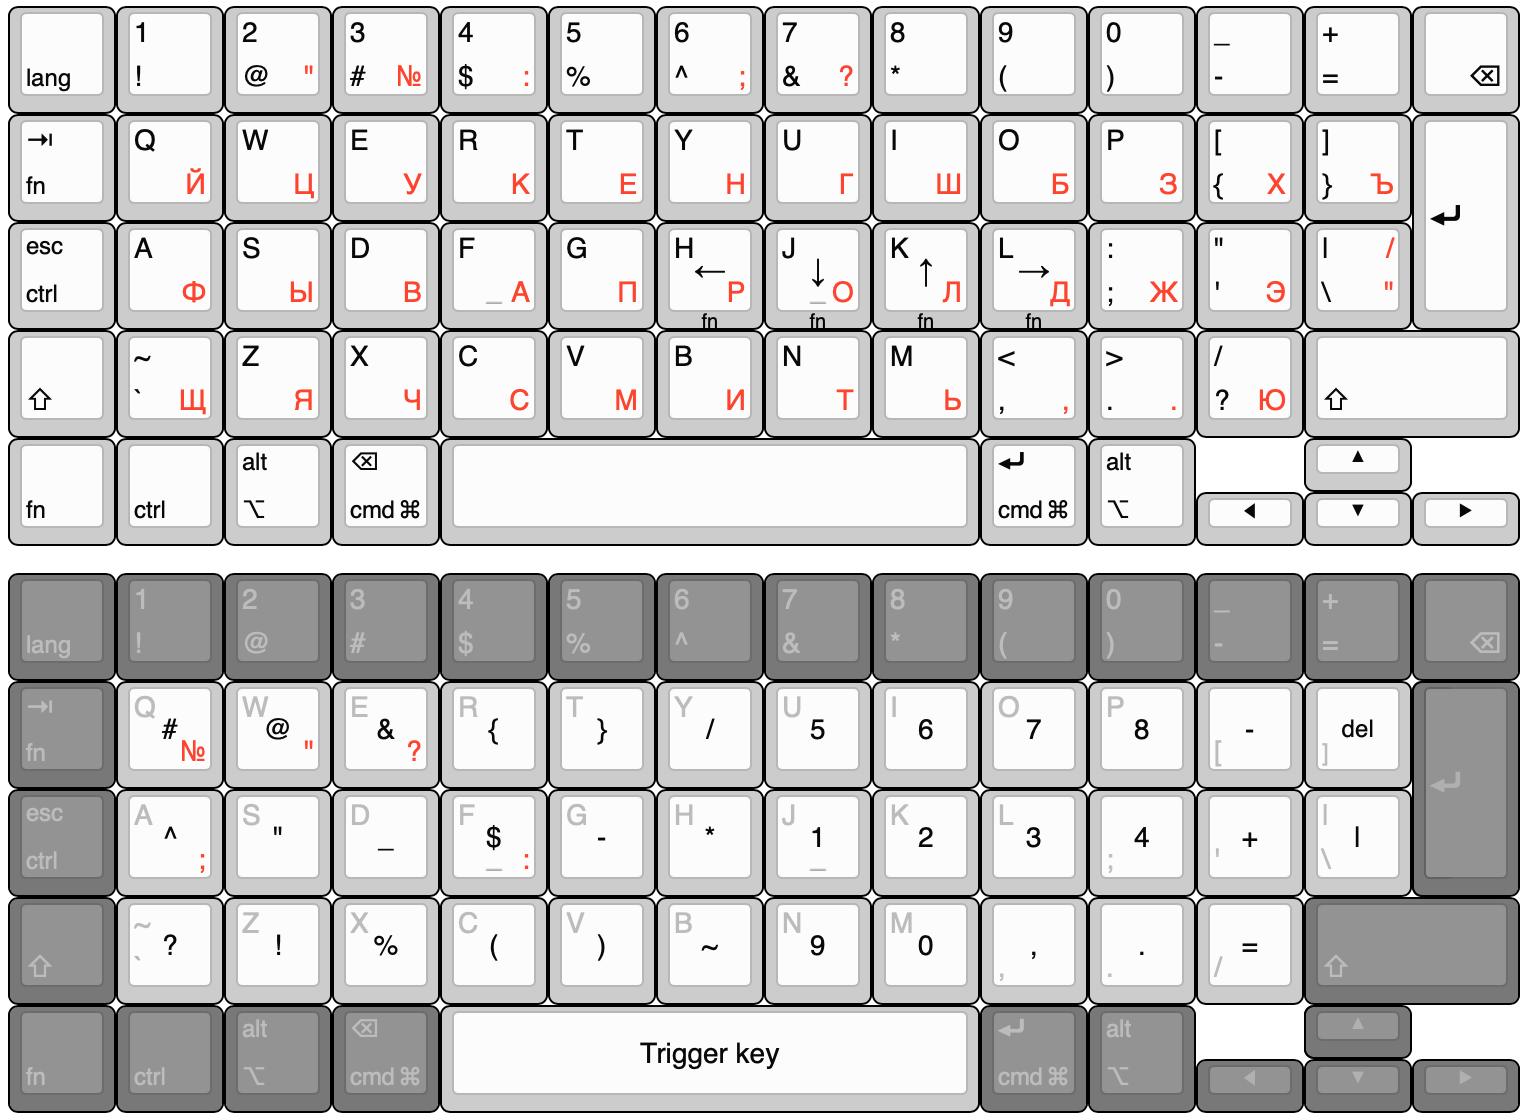 1 2 3 4 5 6 7 8 9 0 _ +
lang ! @ " # № $ : % ^ ; & ? * ( ) - = ⌫
⇥ Q W E R T Y U I O P [ ]
fn Й Ц У К Е Н Г Ш Б З { Х } Ъ
↵
esc A S D F G H J K L : " | /
← ↓ ↑ →
ctrl Ф Ы В _ А П Р _ О Л Д ; Ж ' Э \ "
fn fn fn fn
~ Z X C V B N M < > /
⇧ ` Щ Я Ч С М И Т Ь , , . . ? Ю ⇧
alt ⌫ ↵ alt ▲
fn ctrl ⌥ cmd ⌘ cmd ⌘ ⌥ ◀ ▼ ▶
1 2 3 4 5 6 7 8 9 0 _ +
lang ! @ # $ % ^ & * ( ) - = ⌫
⇥ Q W E R T Y U I O P
# @ & { } / 5 6 7 8 - del
fn № " ? [ ]
↵
esc A S D F G H J K L |
^ " _ $ - * 1 2 3 4 + |
ctrl ; _ : _ ; ' \
~ Z X C V B N M
? ! % ( ) ~ 9 0 , . =
⇧ ` , . / ⇧
alt ⌫ ↵ alt ▲
Trigger key
fn ctrl ⌥ cmd ⌘ cmd ⌘ ⌥ ◀ ▼ ▶